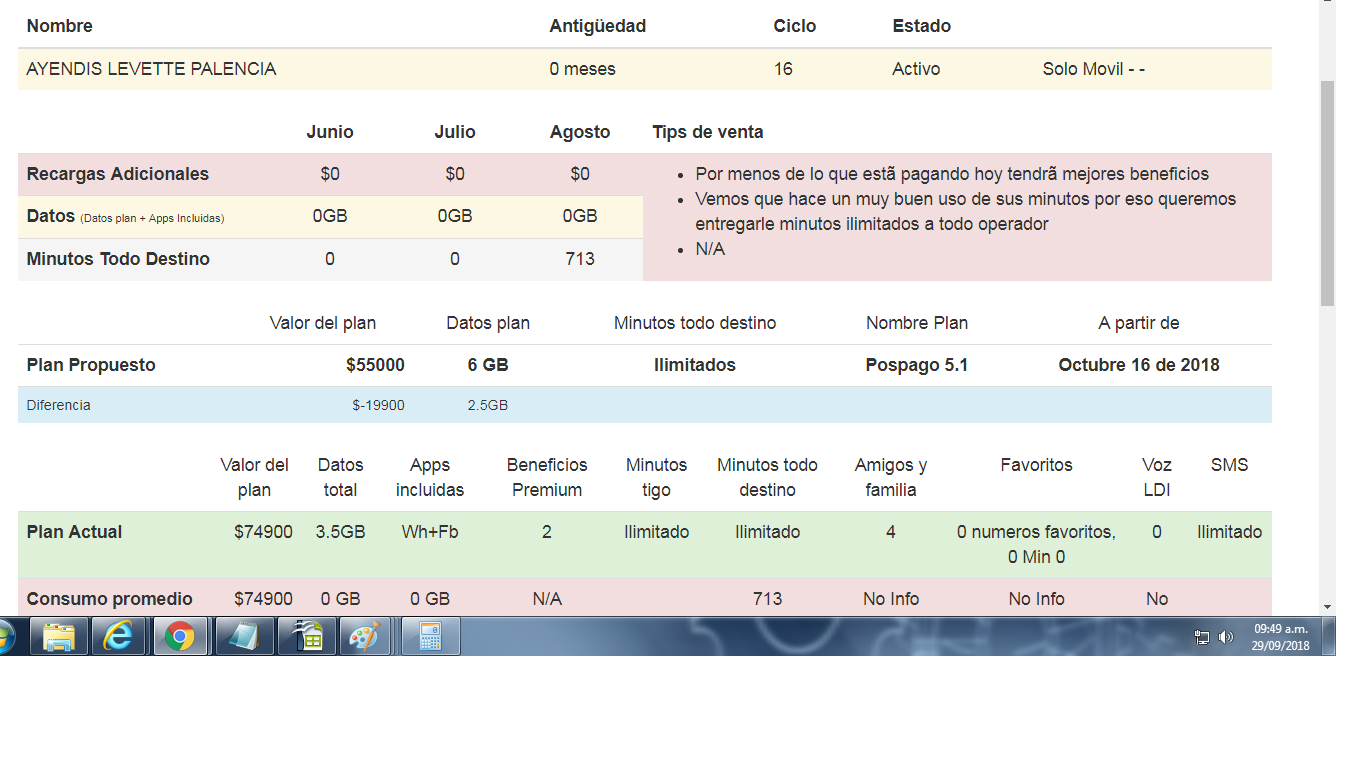 Nombre Antigüedad Ciclo Estado
AYENDIS LEVETTE PALENCIA 0 meses 16 Activo Solo Movil - -
Junio Julio Agosto Tips de venta
Recargas Adicionales $0 $0 $0
• Por menos de lo que estã pagando hoy tendrã mejores beneficios
• Vemos que hace un muy buen uso de sus minutos por eso queremos
entregarle minutos ilimitados a todo operador
• N/A
Datos (Datos plan + Apps Incluidas) 0GB 0GB 0GB
Minutos Todo Destino 0 0 713
Valor del plan Datos plan Minutos todo destino Nombre Plan A partir de
Plan Propuesto $55000 6 GB Ilimitados Pospago 5.1 Octubre 16 de 2018
Diferencia $-19900 2.5GB
Valor del Datos Apps Beneficios Minutos Minutos todo Amigos y Favoritos Voz SMS
plan total incluidas Premium tigo destino familia LDI
Plan Actual $74900 3.5GB Wh+Fb 2 Ilimitado Ilimitado 4 0 numeros favoritos, 0 Ilimitado
0 Min 0
Consumo promedio $74900 0 GB 0 GB N/A 713 No Info No Info No
09:49 a.m.
29/09/2018